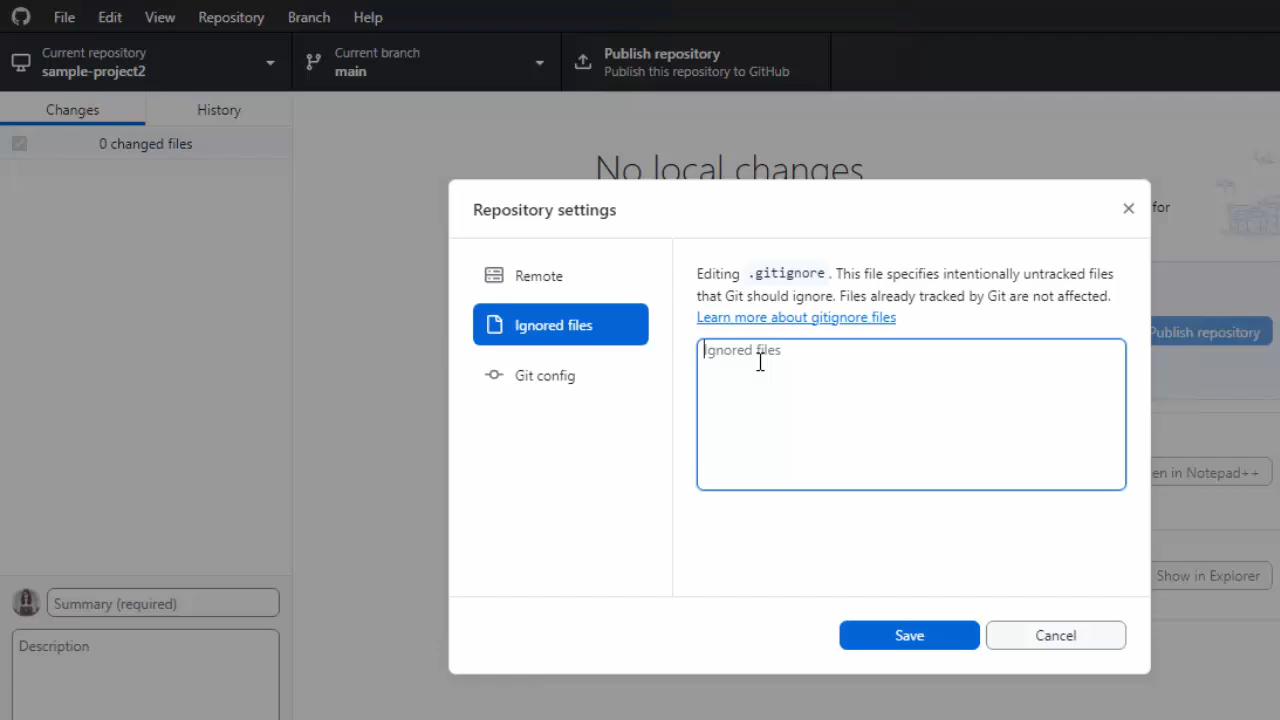 File Edit View Repository Branch Help
Current repository
sample-project2
Current branch
main
Publish repository
Publish this repository to GitHub
Changes History
0 changed files
No local changes
for
Repository settings
Remote
Ignored files
Git config
Editing .gitignore. This file specifies intentionally untracked files
that Git should ignore. Files already tracked by Git are not affected.
Learn more about gitignore files
Ignored files
Publish repository
en in Notepad++
Show in Explorer
Save Cancel
Summary (required)
Description